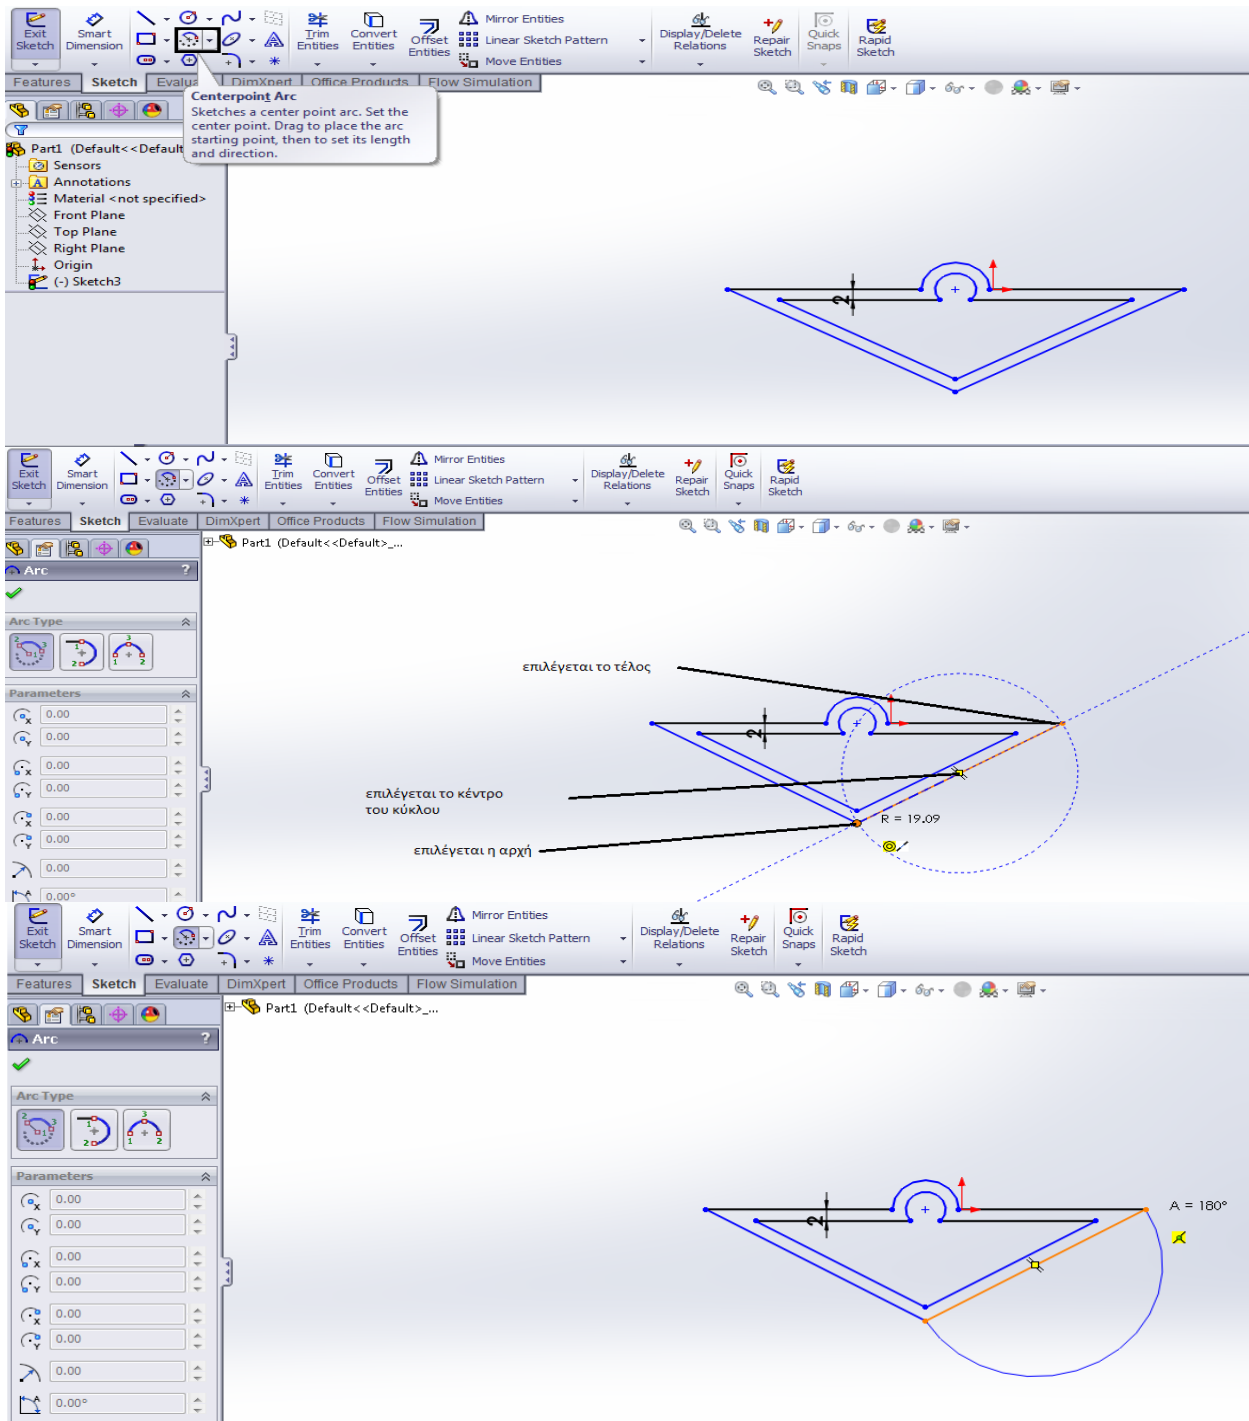 Exit
Sketch
Smart
Dimension
Trim
Entities
Convert
Entities
Offset
Entities
Mirror Entities
Linear Sketch Pattern
Move Entities
Display/Delete
Relations
Repair
Sketch
Quick
Snaps
Rapid
Sketch
Features
Sketch
Evalua
DimXpert
Office Products
Flow Simulation
Centerpoint Arc
Sketches a center point arc. Set the
center point. Drag to place the arc
starting point, then to set its length
and direction.
Part1 (Default<<Default
Sensors
Annotations
Material <not specified>
Front Plane
Top Plane
Right Plane
Origin
(-) Sketch3
2
Exit
Sketch
Smart
Dimension
Trim
Entities
Convert
Entities
Offset
Entities
Mirror Entities
Linear Sketch Pattern
Move Entities
Display/Delete
Relations
Repair
Sketch
Quick
Snaps
Rapid
Sketch
Features
Sketch
Evaluate
DimXpert
Office Products
Flow Simulation
Part1 (Default<<Default>_...
Arc
?
Arc Type
Parameters
0.00
0.00
0.00
0.00
0.00
0.00
0.00
0.00°
επιλέγεται το τέλος
2
επιλέγεται το κέντρο
του κύκλου
R = 19.09
επιλέγεται η αρχή
Exit
Sketch
Smart
Dimension
Trim
Entities
Convert
Entities
Offset
Entities
Mirror Entities
Linear Sketch Pattern
Move Entities
Display/Delete
Relations
Repair
Sketch
Quick
Snaps
Rapid
Sketch
Features
Sketch
Evaluate
DimXpert
Office Products
Flow Simulation
Part1 (Default<<Default>_...
Arc
?
Arc Type
Parameters
0.00
0.00
0.00
0.00
0.00
0.00
0.00
0.00°
2
A = 180°